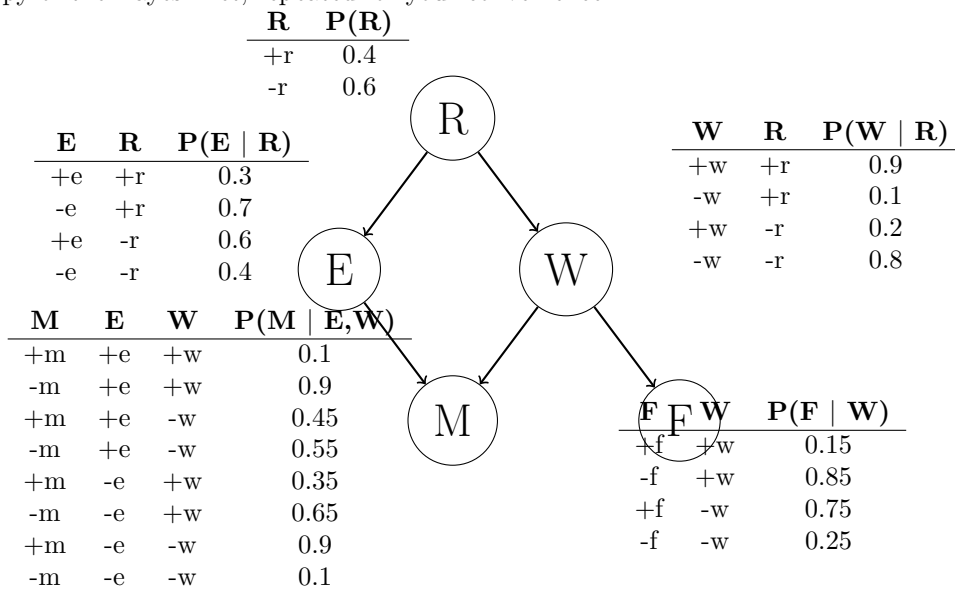 R P(R)
+r 0.4
-r 0.6
R
E R P(E | R)
+e +r 0.3
-e +r 0.7
+e -r 0.6
-e -r 0.4
W R P(W | R)
+w +r 0.9
-w +r 0.1
+w -r 0.2
-w -r 0.8
E
W
M E W P(M | E,W)
+m +e +w 0.1
-m +e +w 0.9
+m +e -w 0.45
-m +e -w 0.55
+m -e +w 0.35
-m -e +w 0.65
+m -e -w 0.9
-m -e -w 0.1
M
F
F W P(F | W)
+f +w 0.15
-f +w 0.85
+f -w 0.75
-f -w 0.25